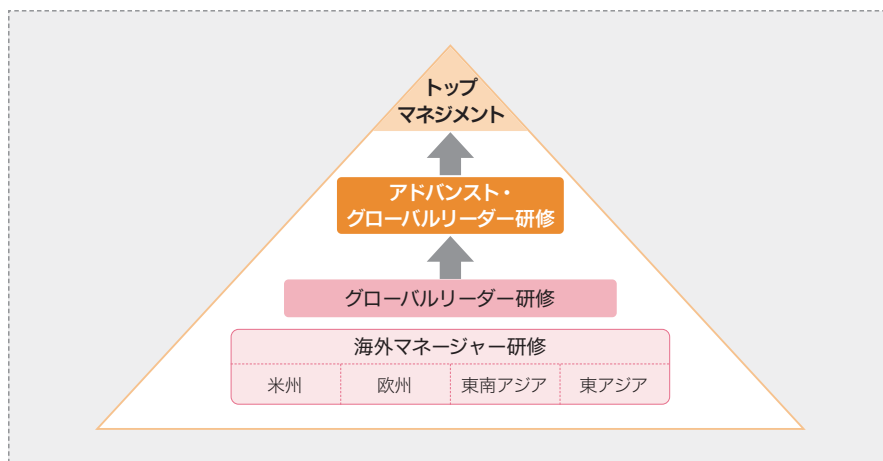 トップ
マネジメント
アドバンスト・
グローバルリーダー研修
グローバルリーダー研修
海外マネージャー研修
米州
欧州
東南アジア
東アジア